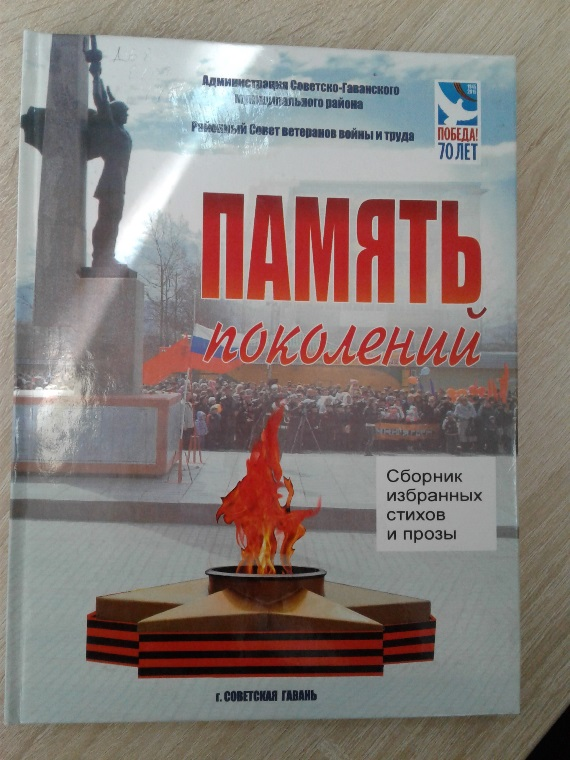 Администрация Советско-Гаванского
Муниципального района
Районный Совет ветеранов войны и труда
ПОБЕДА!
70 ЛЕТ
ПАМЯТЬ
поколений
Сборник
избранных
стихов
и прозы
г. СОВЕТСКАЯ ГАВАНЬ